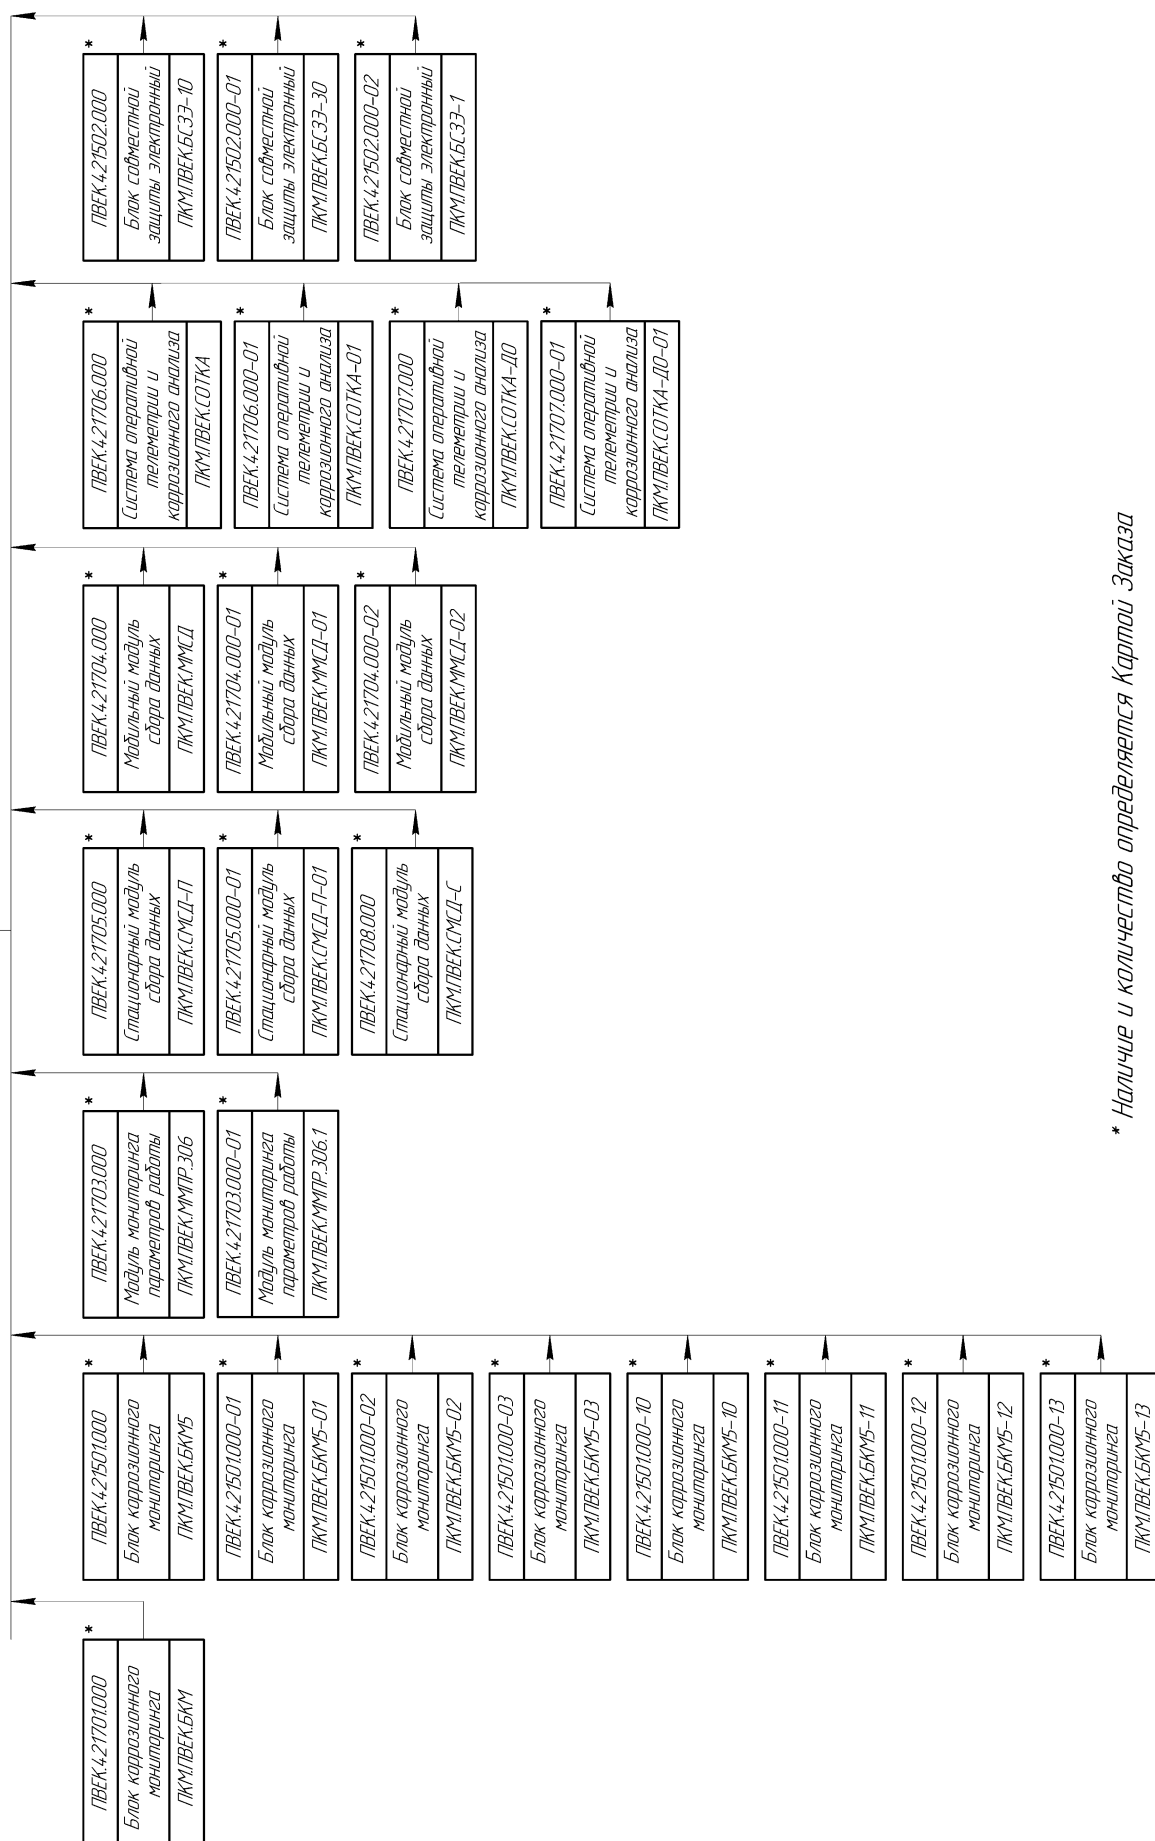 ПВЕК.421701.000
Блок коррозионного
мониторинга
ПКМ.ПВЕК.БКМ
*
ПВЕК.421501.000
Блок коррозионного
мониторинга
ПКМ.ПВЕК.БКМ5
*
ПВЕК.421501.000-01
Блок коррозионного
мониторинга
ПКМ.ПВЕК.БКМ5-01
*
ПВЕК.421501.000-02
Блок коррозионного
мониторинга
ПКМ.ПВЕК.БКМ5-02
*
ПВЕК.421501.000-03
Блок коррозионного
мониторинга
ПКМ.ПВЕК.БКМ5-03
*
ПВЕК.421501.000-10
Блок коррозионного
мониторинга
ПКМ.ПВЕК.БКМ5-10
*
ПВЕК.421501.000-11
Блок коррозионного
мониторинга
ПКМ.ПВЕК.БКМ5-11
*
ПВЕК.421501.000-12
Блок коррозионного
мониторинга
ПКМ.ПВЕК.БКМ5-12
*
ПВЕК.421501.000-13
Блок коррозионного
мониторинга
ПКМ.ПВЕК.БКМ5-13
*
ПВЕК.421703.000
Модуль мониторинга
параметров работы
ПКМ.ПВЕК.ММПР.306
*
ПВЕК.421703.000-01
Модуль мониторинга
параметров работы
ПКМ.ПВЕК.ММПР.306.1
*
ПВЕК.421705.000
Стационарный модуль
сбора данных
ПКМ.ПВЕК.СМСД-П
*
ПВЕК.421705.000-01
Стационарный модуль
сбора данных
ПКМ.ПВЕК.СМСД-П-01
*
ПВЕК.421708.000
Стационарный модуль
сбора данных
ПКМ.ПВЕК.СМСД-С
*
ПВЕК.421704.000
Мобильный модуль
сбора данных
ПКМ.ПВЕК.ММСД
*
ПВЕК.421704.000-01
Мобильный модуль
сбора данных
ПКМ.ПВЕК.ММСД-01
*
ПВЕК.421704.000-02
Мобильный модуль
сбора данных
ПКМ.ПВЕК.ММСД-02
*
ПВЕК.421706.000
Система оперативной
телеметрии и
коррозионного анализа
ПКМ.ПВЕК.СОТКА
*
ПВЕК.421706.000-01
Система оперативной
телеметрии и
коррозионного анализа
ПКМ.ПВЕК.СОТКА-01
*
ПВЕК.421707.000
Система оперативной
телеметрии и
коррозионного анализа
ПКМ.ПВЕК.СОТКА-ДО
*
ПВЕК.421707.000-01
Система оперативной
телеметрии и
коррозионного анализа
ПКМ.ПВЕК.СОТКА-ДО-01
*
ПВЕК.421502.000
Блок совместной
защиты электронный
ПКМ.ПВЕК.БСЗЭ-10
*
ПВЕК.421502.000-01
Блок совместной
защиты электронный
ПКМ.ПВЕК.БСЗЭ-30
*
ПВЕК.421502.000-02
Блок совместной
защиты электронный
ПКМ.ПВЕК.БСЗЭ-1
*
* Наличие и количество определяется Картой Заказа